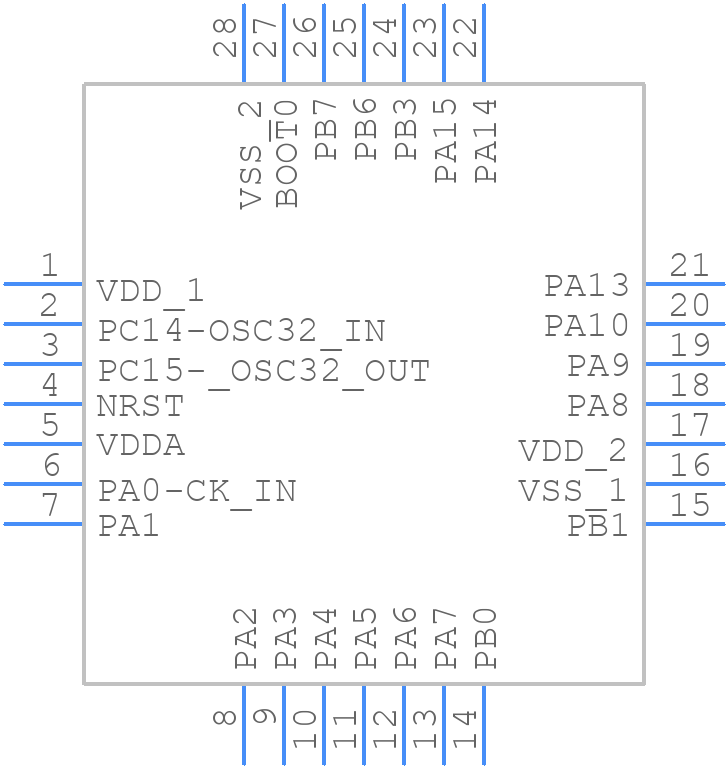 28 27 26 25 24 23 22
VSS_2
BOOT0
PB7
PB6
PB3
PA15
PA14
1 VDD_1
2 PC14-OSC32_IN
3 PC15-_OSC32_OUT
4 NRST
5 VDDA
6 PA0-CK_IN
7 PA1
PA13 21
PA10 20
PA9 19
PA8 18
VDD_2 17
VSS_1 16
PB1 15
PA2
PA3
PA4
PA5
PA6
PA7
PB0
8 9 10 11 12 13 14